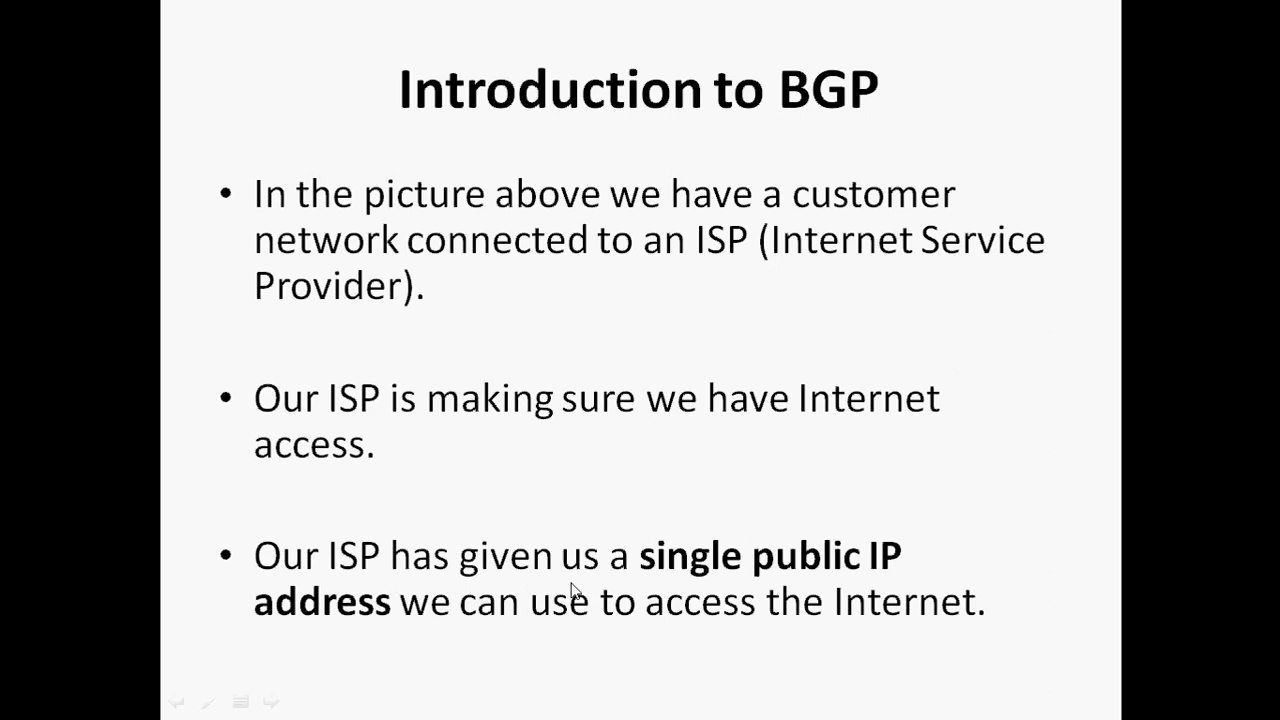 Introduction to BGP
• In the picture above we have a customer
network connected to an ISP (Internet Service
Provider).
• Our ISP is making sure we have Internet
access.
• Our ISP has given us a single public IP
address we can use to access the Internet.